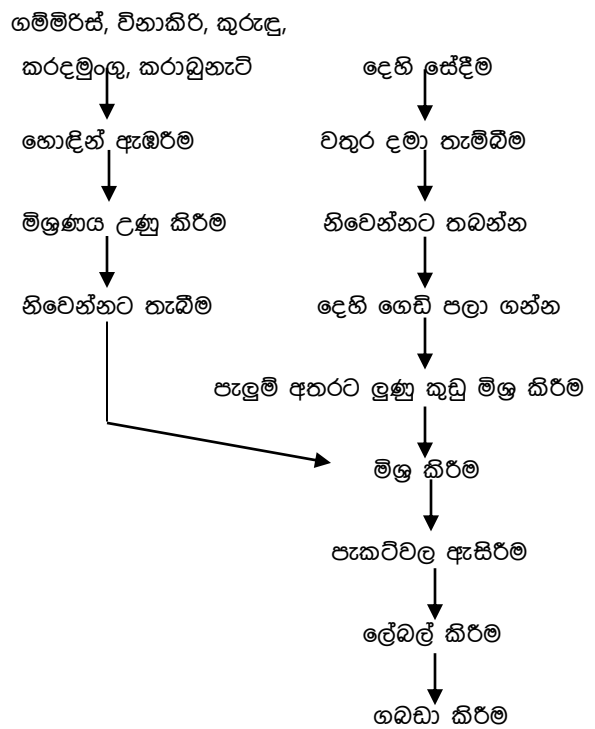 ගම්මිරිස්, විනාකිරි, කුරුඳු,
කරදමුංගු, කරාබුනැටි
හොඳින් ඇඹරීම
මිශ්‍රණය උණු කිරීම
නිවෙන්නට තැබීම
දෙහි සේදීම
වතුර දමා තැම්බීම
නිවෙන්නට තබන්න
දෙහි ගෙඩි පලා ගන්න
පැලුම් අතරට ලුණු කුඩු මිශ්‍ර කිරීම
මිශ්‍ර කිරීම
පැකට්වල ඇසිරීම
ලේබල් කිරීම
ගබඩා කිරීම